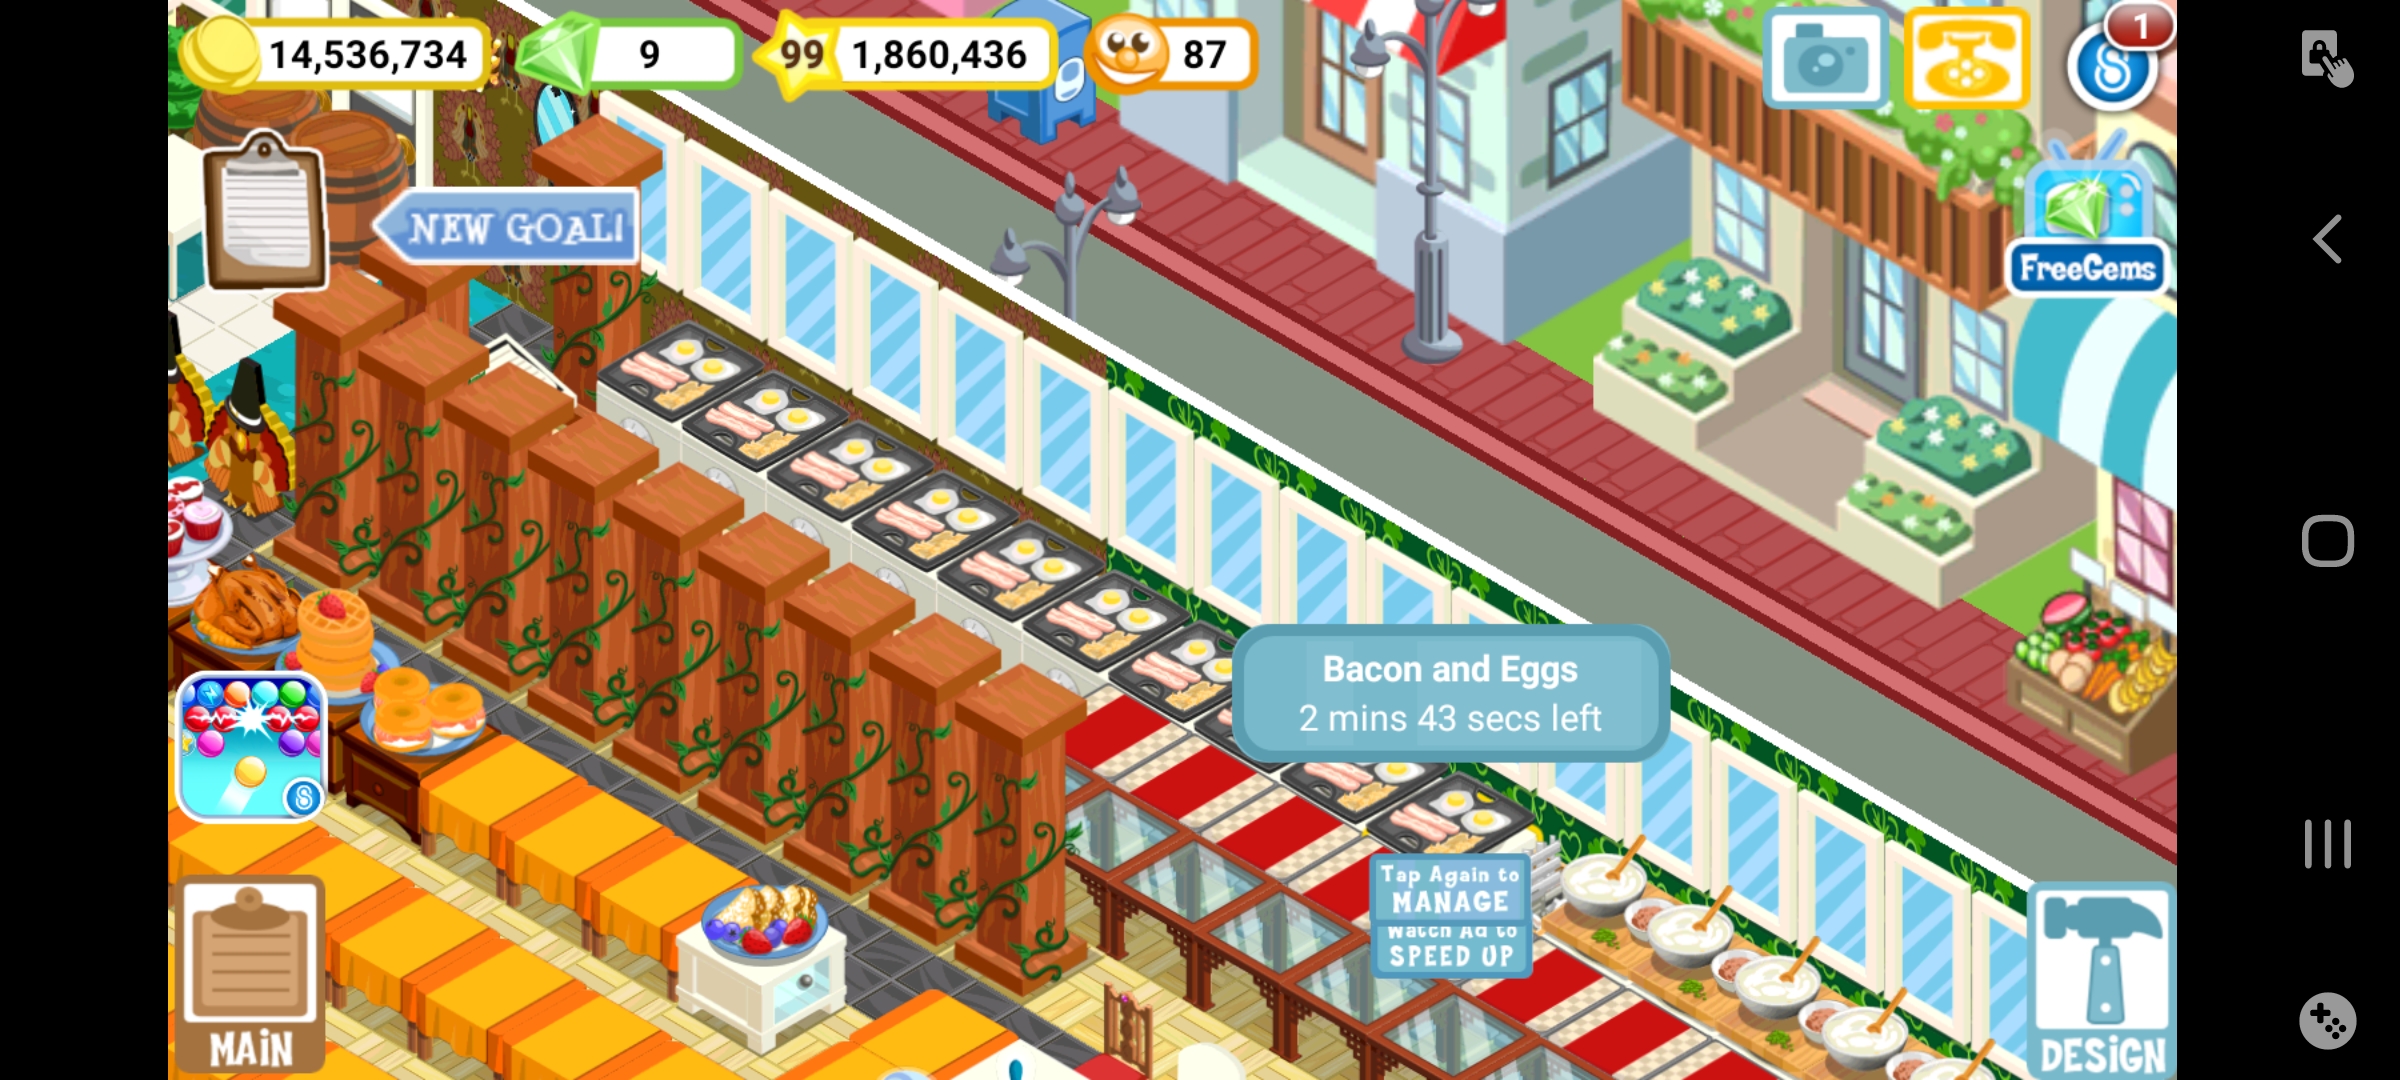 14,536,734
9
99 1,860,436
87
1
NEW GOAL!
FreeGems
Bacon and Eggs
2 mins 43 secs left
Tap Again to
MANAGE
Watch Ad to
SPEED UP
MAIN
DESIGN